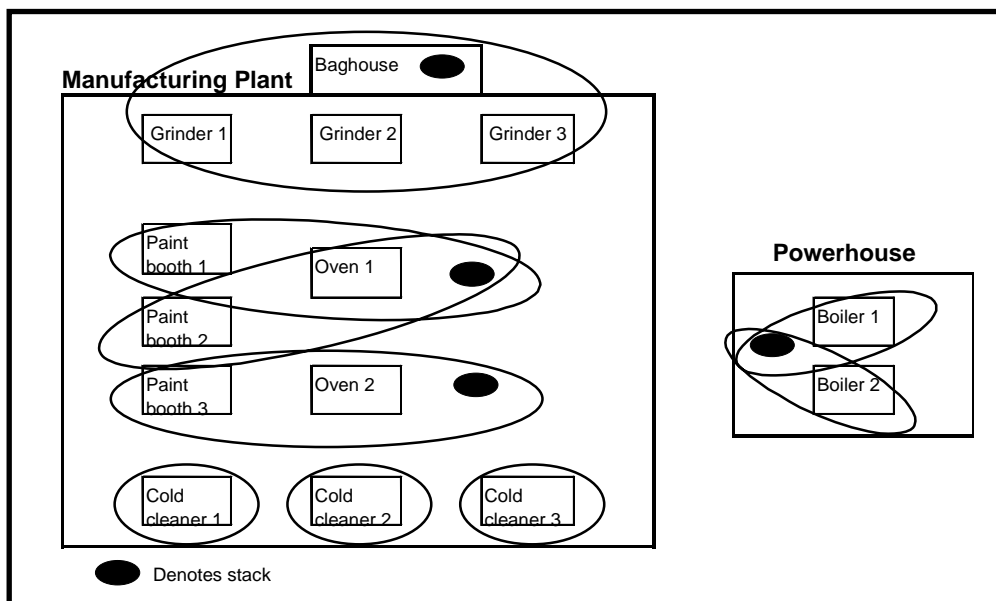 Baghouse
Manufacturing Plant
Grinder 1
Grinder 2
Grinder 3
Paint
booth 1
Oven 1
Paint
booth 2
Paint
booth 3
Oven 2
Cold
cleaner 1
Cold
cleaner 2
Cold
cleaner 3
Powerhouse
Boiler 1
Boiler 2
Denotes stack